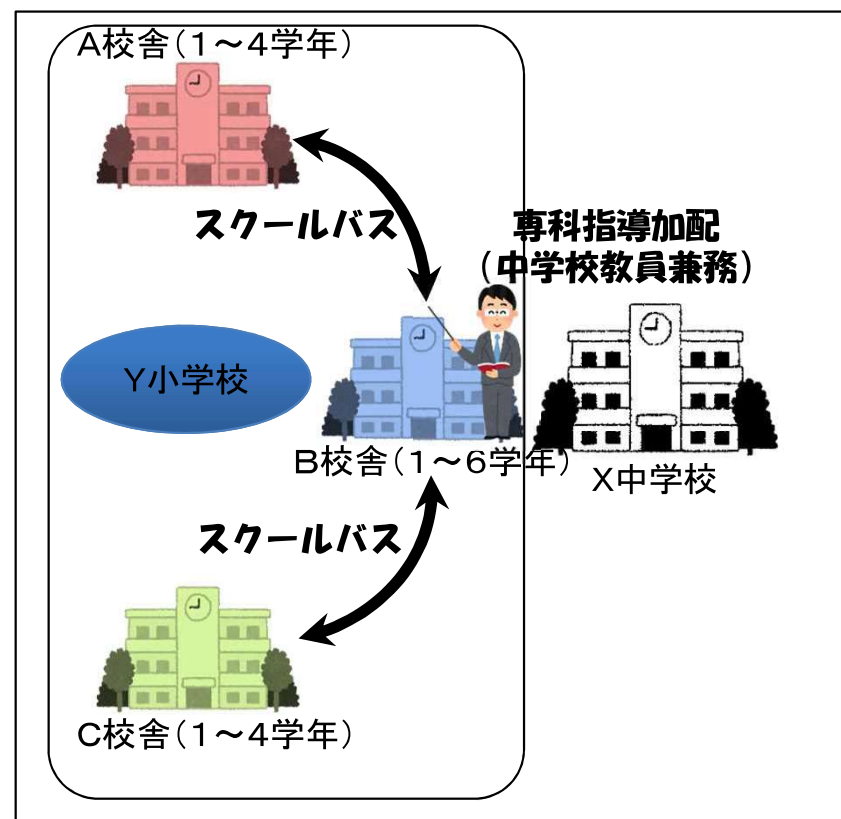 A校舎(1～4学年)
スクールバス
専科指導加配
(中学校教員兼務)
Y小学校
B校舎(1～6学年)
X中学校
スクールバス
C校舎(1～4学年)